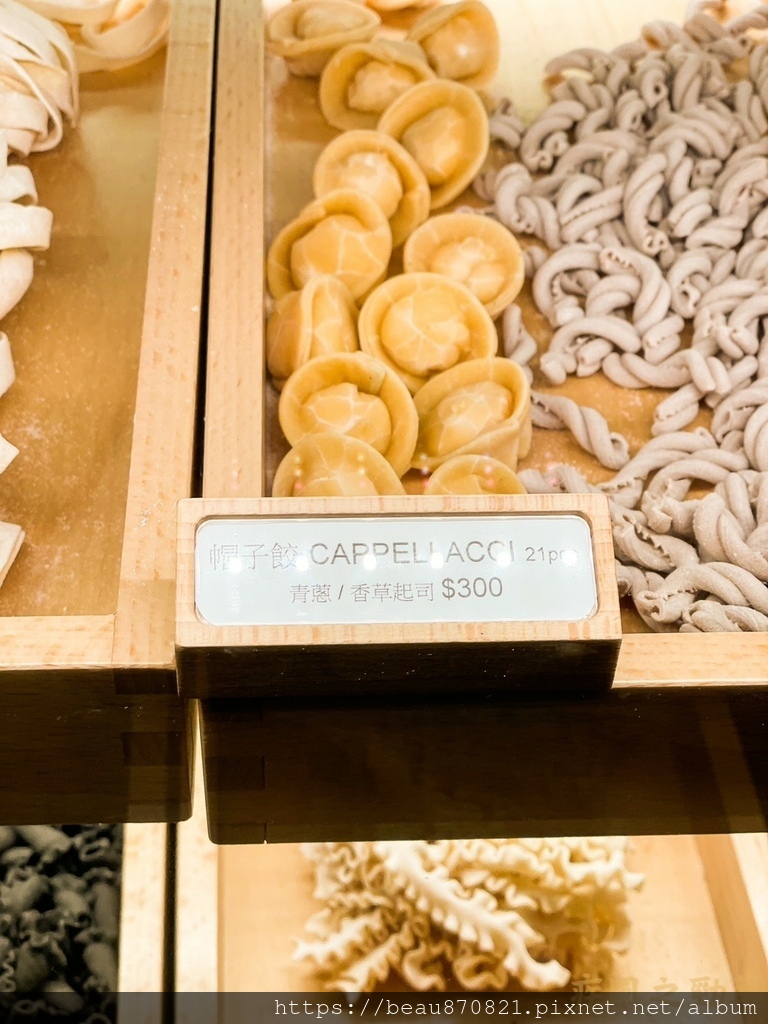 帽子餃 CAPPELLACCI 21pcs
青蔥 / 香草起司 $300
https://beau870821.pixnet.net/album